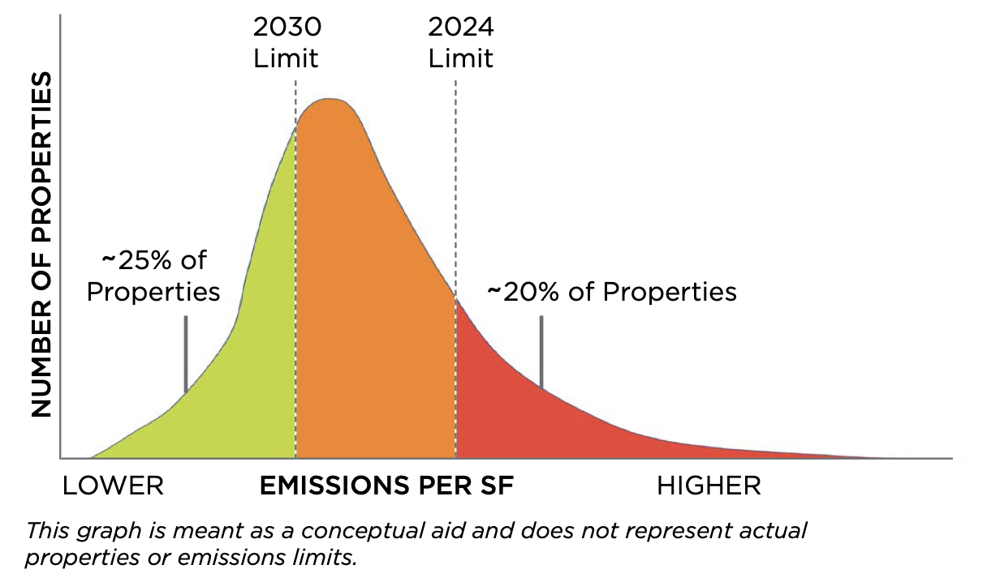 2030
Limit
2024
Limit
NUMBER OF PROPERTIES
~25% of
Properties
~20% of Properties
LOWER
EMISSIONS PER SF
HIGHER
This graph is meant as a conceptual aid and does not represent actual
properties or emissions limits.